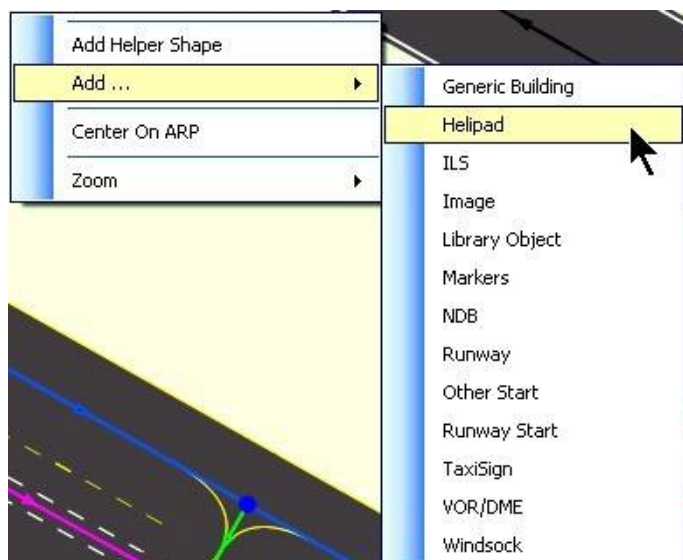 Add Helper Shape
Add ...
Center On ARP
Zoom
Generic Building
Helipad
ILS
Image
Library Object
Markers
NDB
Runway
Other Start
Runway Start
TaxiSign
VOR/DME
Windsock